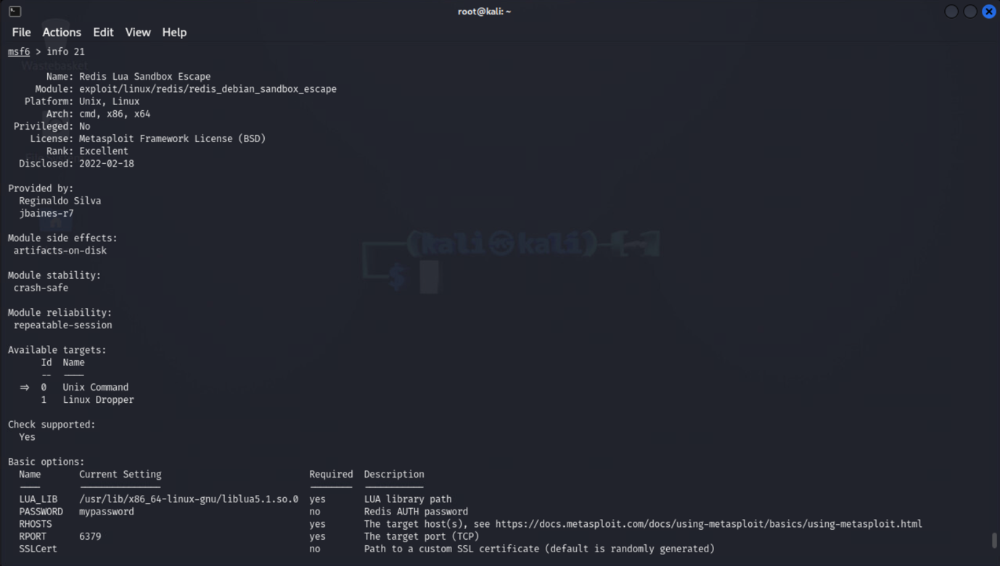 root@kali: ~
File Actions Edit View Help
msf6 > info 21
Wastebasket
Name: Redis Lua Sandbox Escape
Module: exploit/linux/redis/redis_debian_sandbox_escape
Platform: Unix, Linux
Arch: cmd, x86, x64
Privileged: No
License: Metasploit Framework License (BSD)
Rank: Excellent
Disclosed: 2022-02-18
Provided by:
Reginaldo Silva
jbaines-r7
Module side effects:
artifacts-on-disk
(kali㉿kali)-[~]
$
Module stability:
crash-safe
Module reliability:
repeatable-session
Available targets:
Id Name
-- ----
=> 0 Unix Command
1 Linux Dropper
Check supported:
Yes
Basic options:
Name Current Setting Required Description
---- --------------- -------- -----------
LUA_LIB /usr/lib/x86_64-linux-gnu/liblua5.1.so.0 yes LUA library path
PASSWORD mypassword no Redis AUTH password
RHOSTS yes The target host(s), see https://docs.metasploit.com/docs/using-metasploit/basics/using-metasploit.html
RPORT 6379 yes The target port (TCP)
SSLCert no Path to a custom SSL certificate (default is randomly generated)